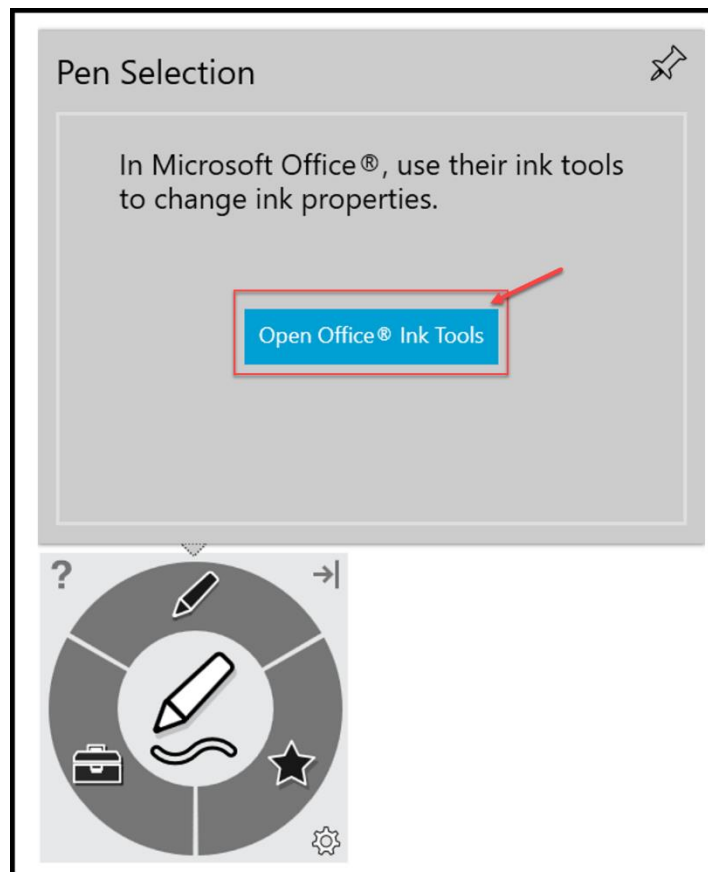 Pen Selection
In Microsoft Office®, use their ink tools
to change ink properties.
Open Office® Ink Tools
?